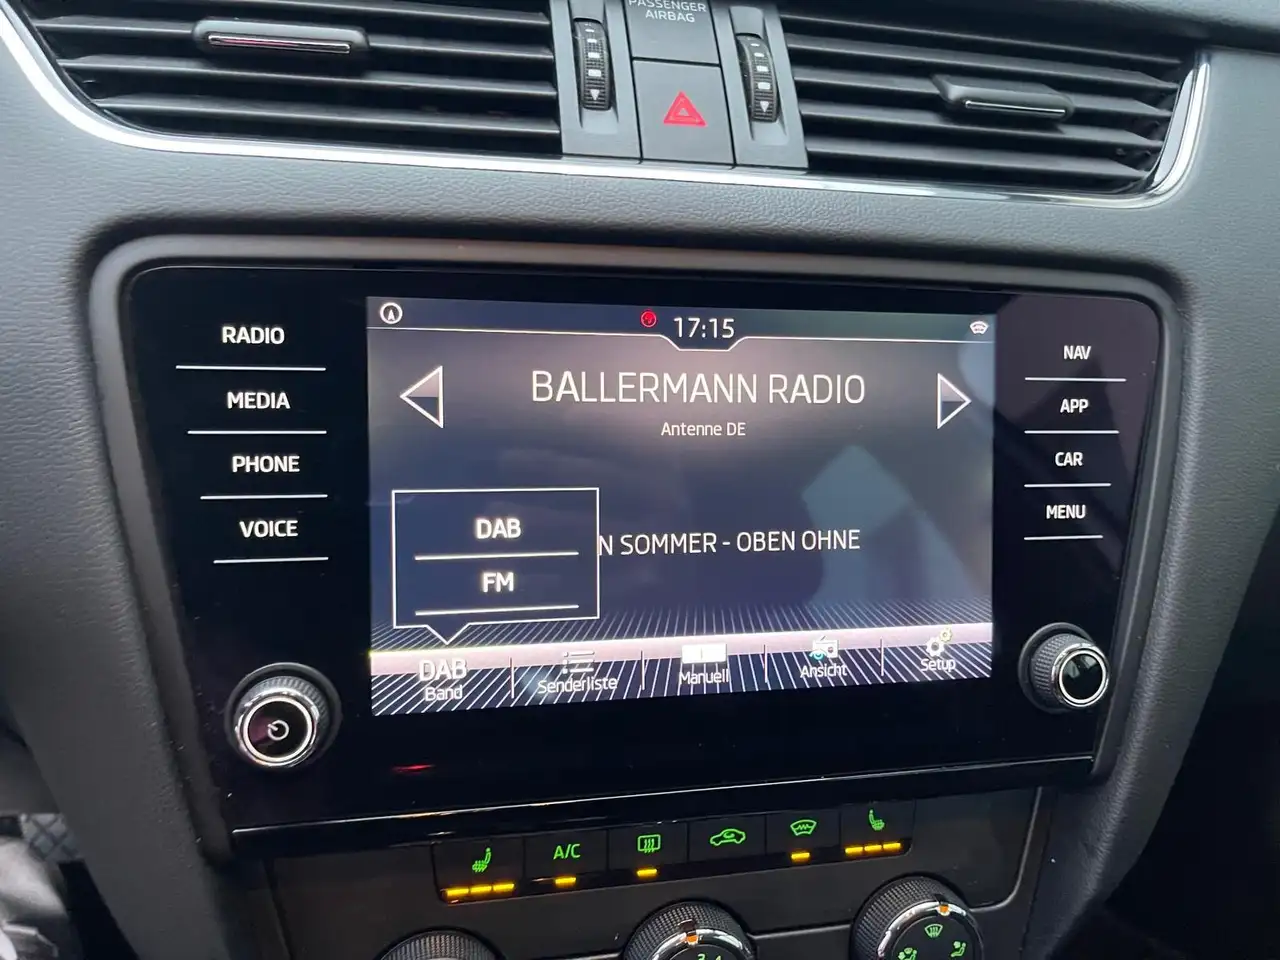 PASSENGER
AIRBAG
RADIO
MEDIA
PHONE
VOICE
17:15
BALLERMANN RADIO
Antenne DE
DAB
FM
N SOMMER - OBEN OHNE
DAB
Band
Senderliste
Manuell
Ansicht
Setup
NAV
APP
CAR
MENU
A/C